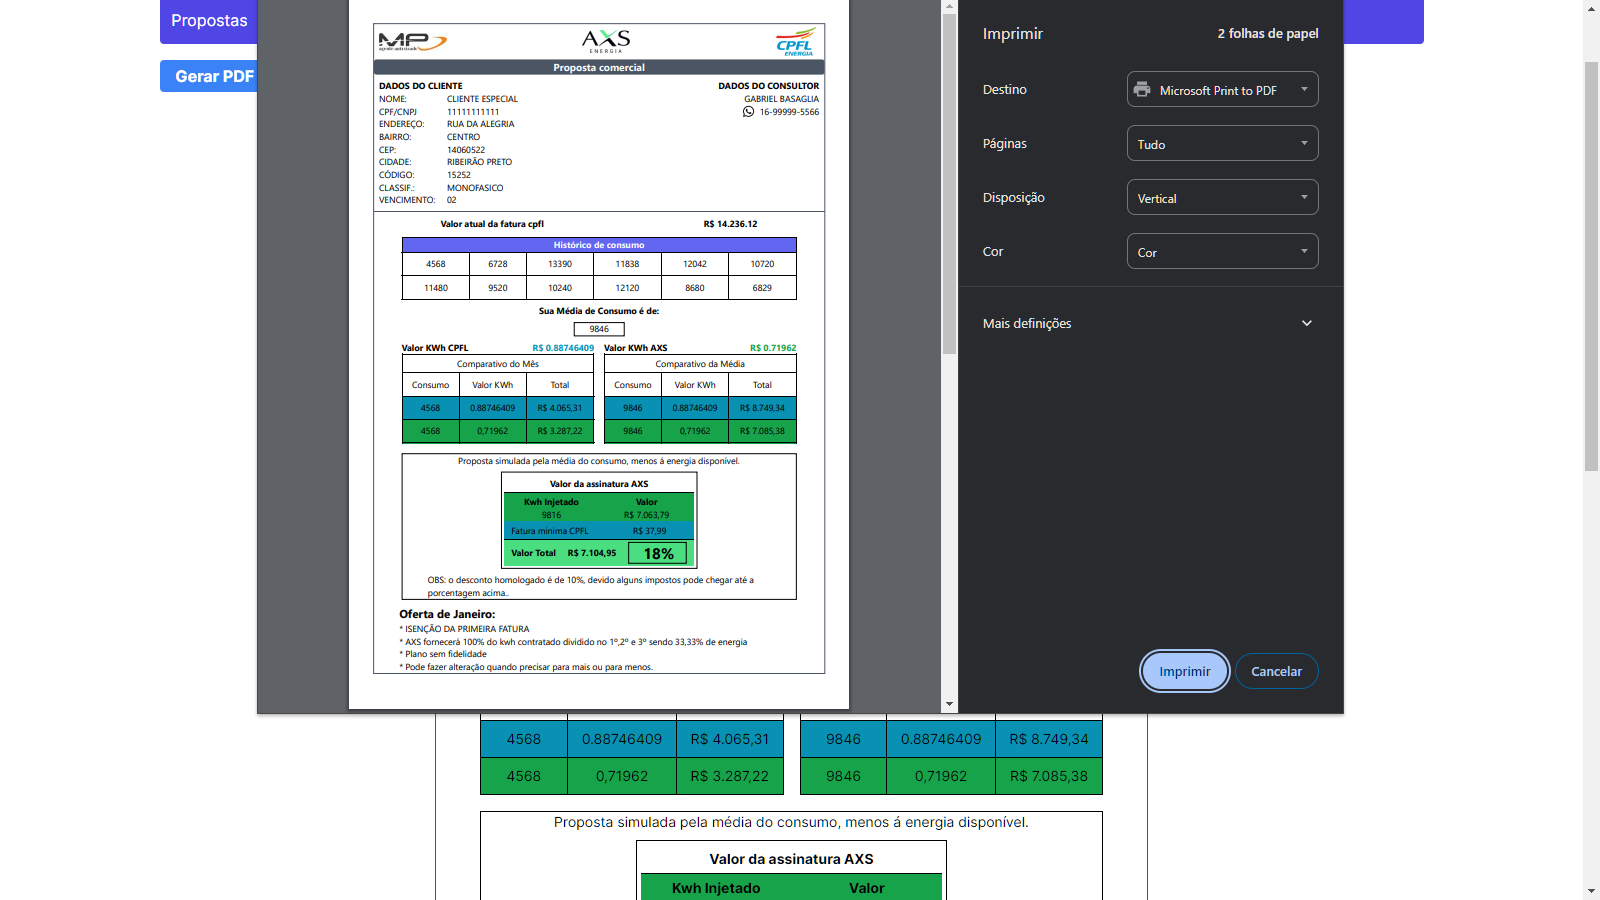 Propostas
Gerar PDF
MP
AXS
ENERGIA
CPFL
ENERGIA
Proposta comercial
DADOS DO CLIENTE
NOME: CLIENTE ESPECIAL
CPF/CNPJ 11111111111
ENDEREÇO: RUA DA ALEGRIA
BAIRRO: CENTRO
CEP: 14060522
CIDADE: RIBEIRÃO PRETO
CÓDIGO: 15252
CLASSIF.: MONOFASICO
VENCIMENTO: 02
DADOS DO CONSULTOR
GABRIEL BASAGLIA
16-99999-5566
Valor atual da fatura cpfl R$ 14.236.12
Histórico de consumo
4568 6728 13390 11838 12042 10720
11480 9520 10240 12120 8680 6829
Sua Média de Consumo é de:
9846
Valor KWh CPFL R$ 0.88746409 Valor KWh AXS R$ 0.71962
Comparativo do Mês Comparativo da Média
Consumo Valor KWh Total Consumo Valor KWh Total
4568 0.88746409 R$ 4.065,31 9846 0.88746409 R$ 8.749,34
4568 0,71962 R$ 3.287,22 9846 0,71962 R$ 7.085,38
Proposta simulada pela média do consumo, menos á energia disponível.
Valor da assinatura AXS
Kwh Injetado Valor
9816 R$ 7.063,79
Fatura mínima CPFL R$ 37,99
Valor Total R$ 7.104,95 18%
OBS: o desconto homologado é de 10%, devido alguns impostos pode chegar até a
porcentagem acima..
Oferta de Janeiro:
* ISENÇÃO DA PRIMEIRA FATURA
* AXS fornecerá 100% do kwh contratado dividido no 1º,2º e 3º sendo 33,33% de energia
* Plano sem fidelidade
* Pode fazer alteração quando precisar para mais ou para menos.
Imprimir 2 folhas de papel
Destino Microsoft Print to PDF
Páginas Tudo
Disposição Vertical
Cor Cor
Mais definições
Imprimir Cancelar
4568 0.88746409 R$ 4.065,31 9846 0.88746409 R$ 8.749,34
4568 0,71962 R$ 3.287,22 9846 0,71962 R$ 7.085,38
Proposta simulada pela média do consumo, menos á energia disponível.
Valor da assinatura AXS
Kwh Injetado Valor